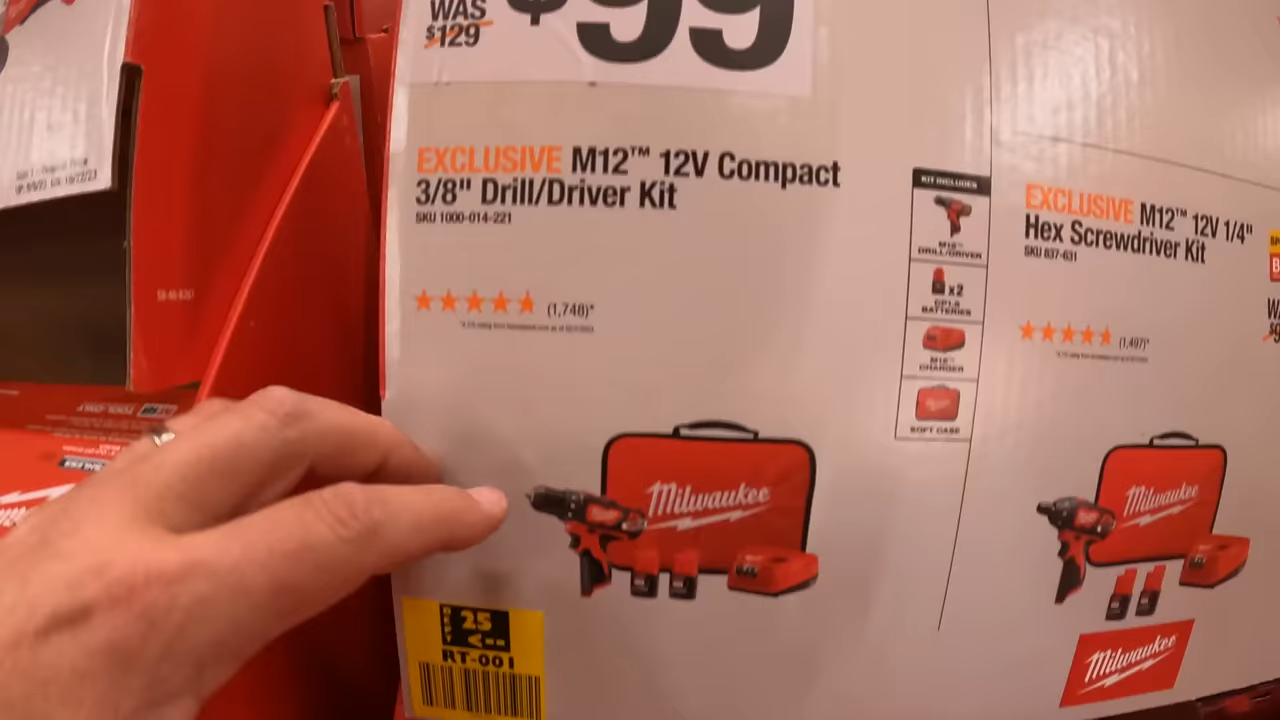 WAS
$129
$99
EXCLUSIVE M12™ 12V Compact
3/8" Drill/Driver Kit
SKU 1000-014-221
(1,748)*
KIT INCLUDES
M12™
DRILL/DRIVER
x2
CP1.5
BATTERIES
M12™
CHARGER
SOFT CASE
Milwaukee
DEPT
25
<--
RT-001
EXCLUSIVE M12™ 12V 1/4"
Hex Screwdriver Kit
SKU 837-631
(1,497)*
Milwaukee
Milwaukee